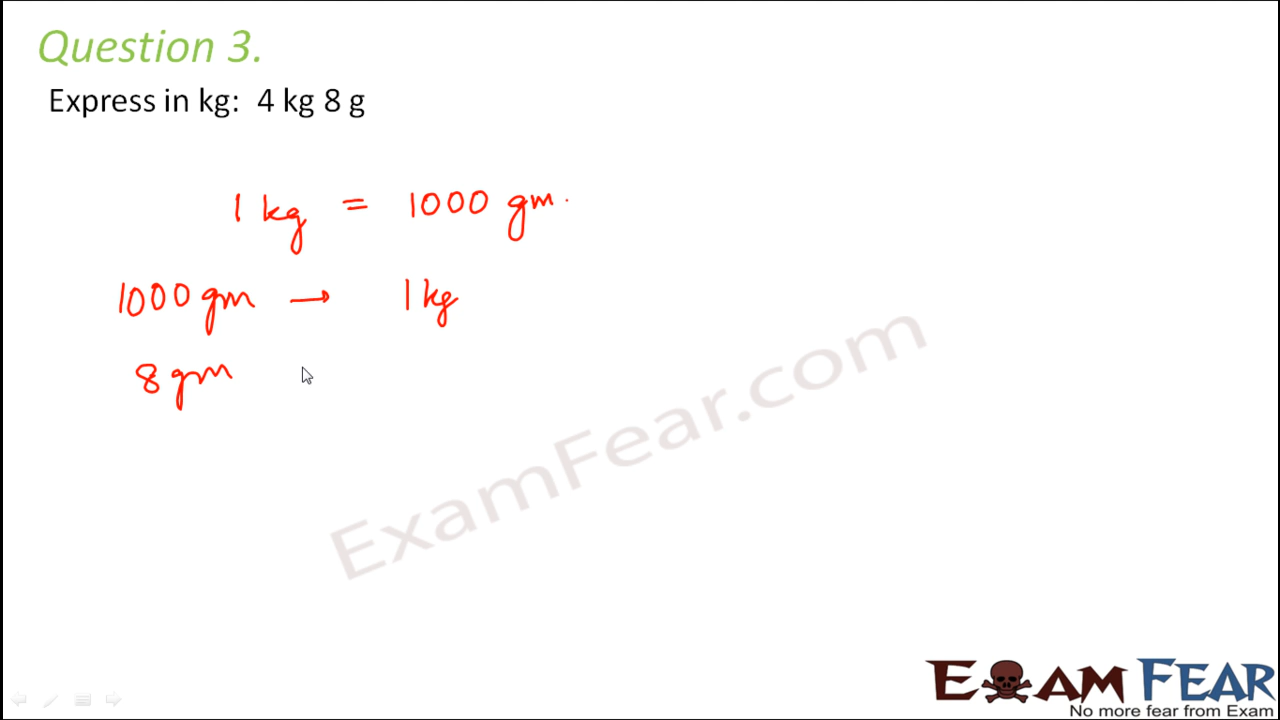 Question 3.
Express in kg: 4 kg 8 g
1 kg = 1000 gm.
1000 gm → 1 kg
8 gm
ExamFear.com
EXAM FEAR
No more fear from Exam